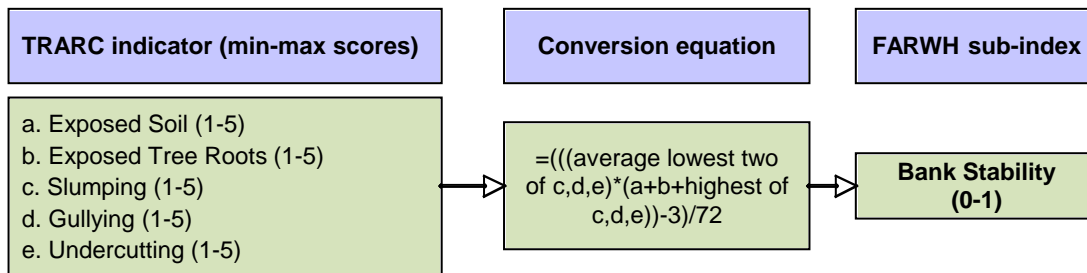 TRARC indicator (min-max scores)
Conversion equation
FARWH sub-index
a. Exposed Soil (1-5)
b. Exposed Tree Roots (1-5)
c. Slumping (1-5)
d. Gullying (1-5)
e. Undercutting (1-5)
=(((average lowest two
of c,d,e)*(a+b+highest of
c,d,e))-3)/72
Bank Stability
(0-1)